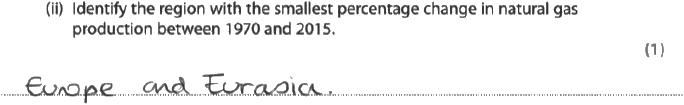 (ii) Identify the region with the smallest percentage change in natural gas
production between 1970 and 2015.
(1)
Europe and Eurasia.